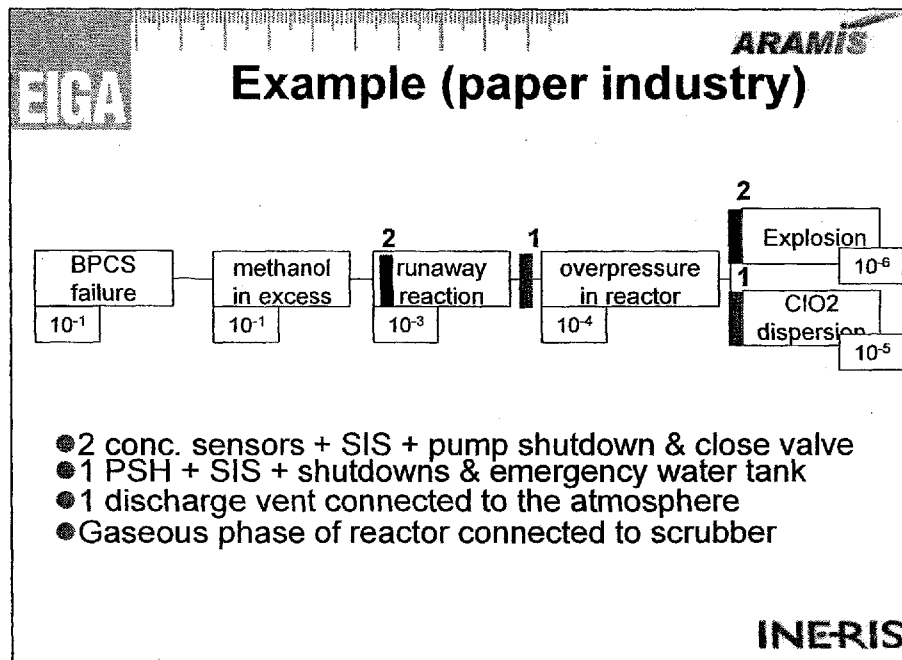 EIGA
ARAMIS
Example (paper industry)
BPCS
failure
10⁻¹
methanol
in excess
10⁻¹
2
runaway
reaction
10⁻³
1
overpressure
in reactor
10⁻⁴
2
Explosion
10⁻⁶
1
ClO2
dispersion
10⁻⁵
●2 conc. sensors + SIS + pump shutdown & close valve
●1 PSH + SIS + shutdowns & emergency water tank
●1 discharge vent connected to the atmosphere
●Gaseous phase of reactor connected to scrubber
INERIS